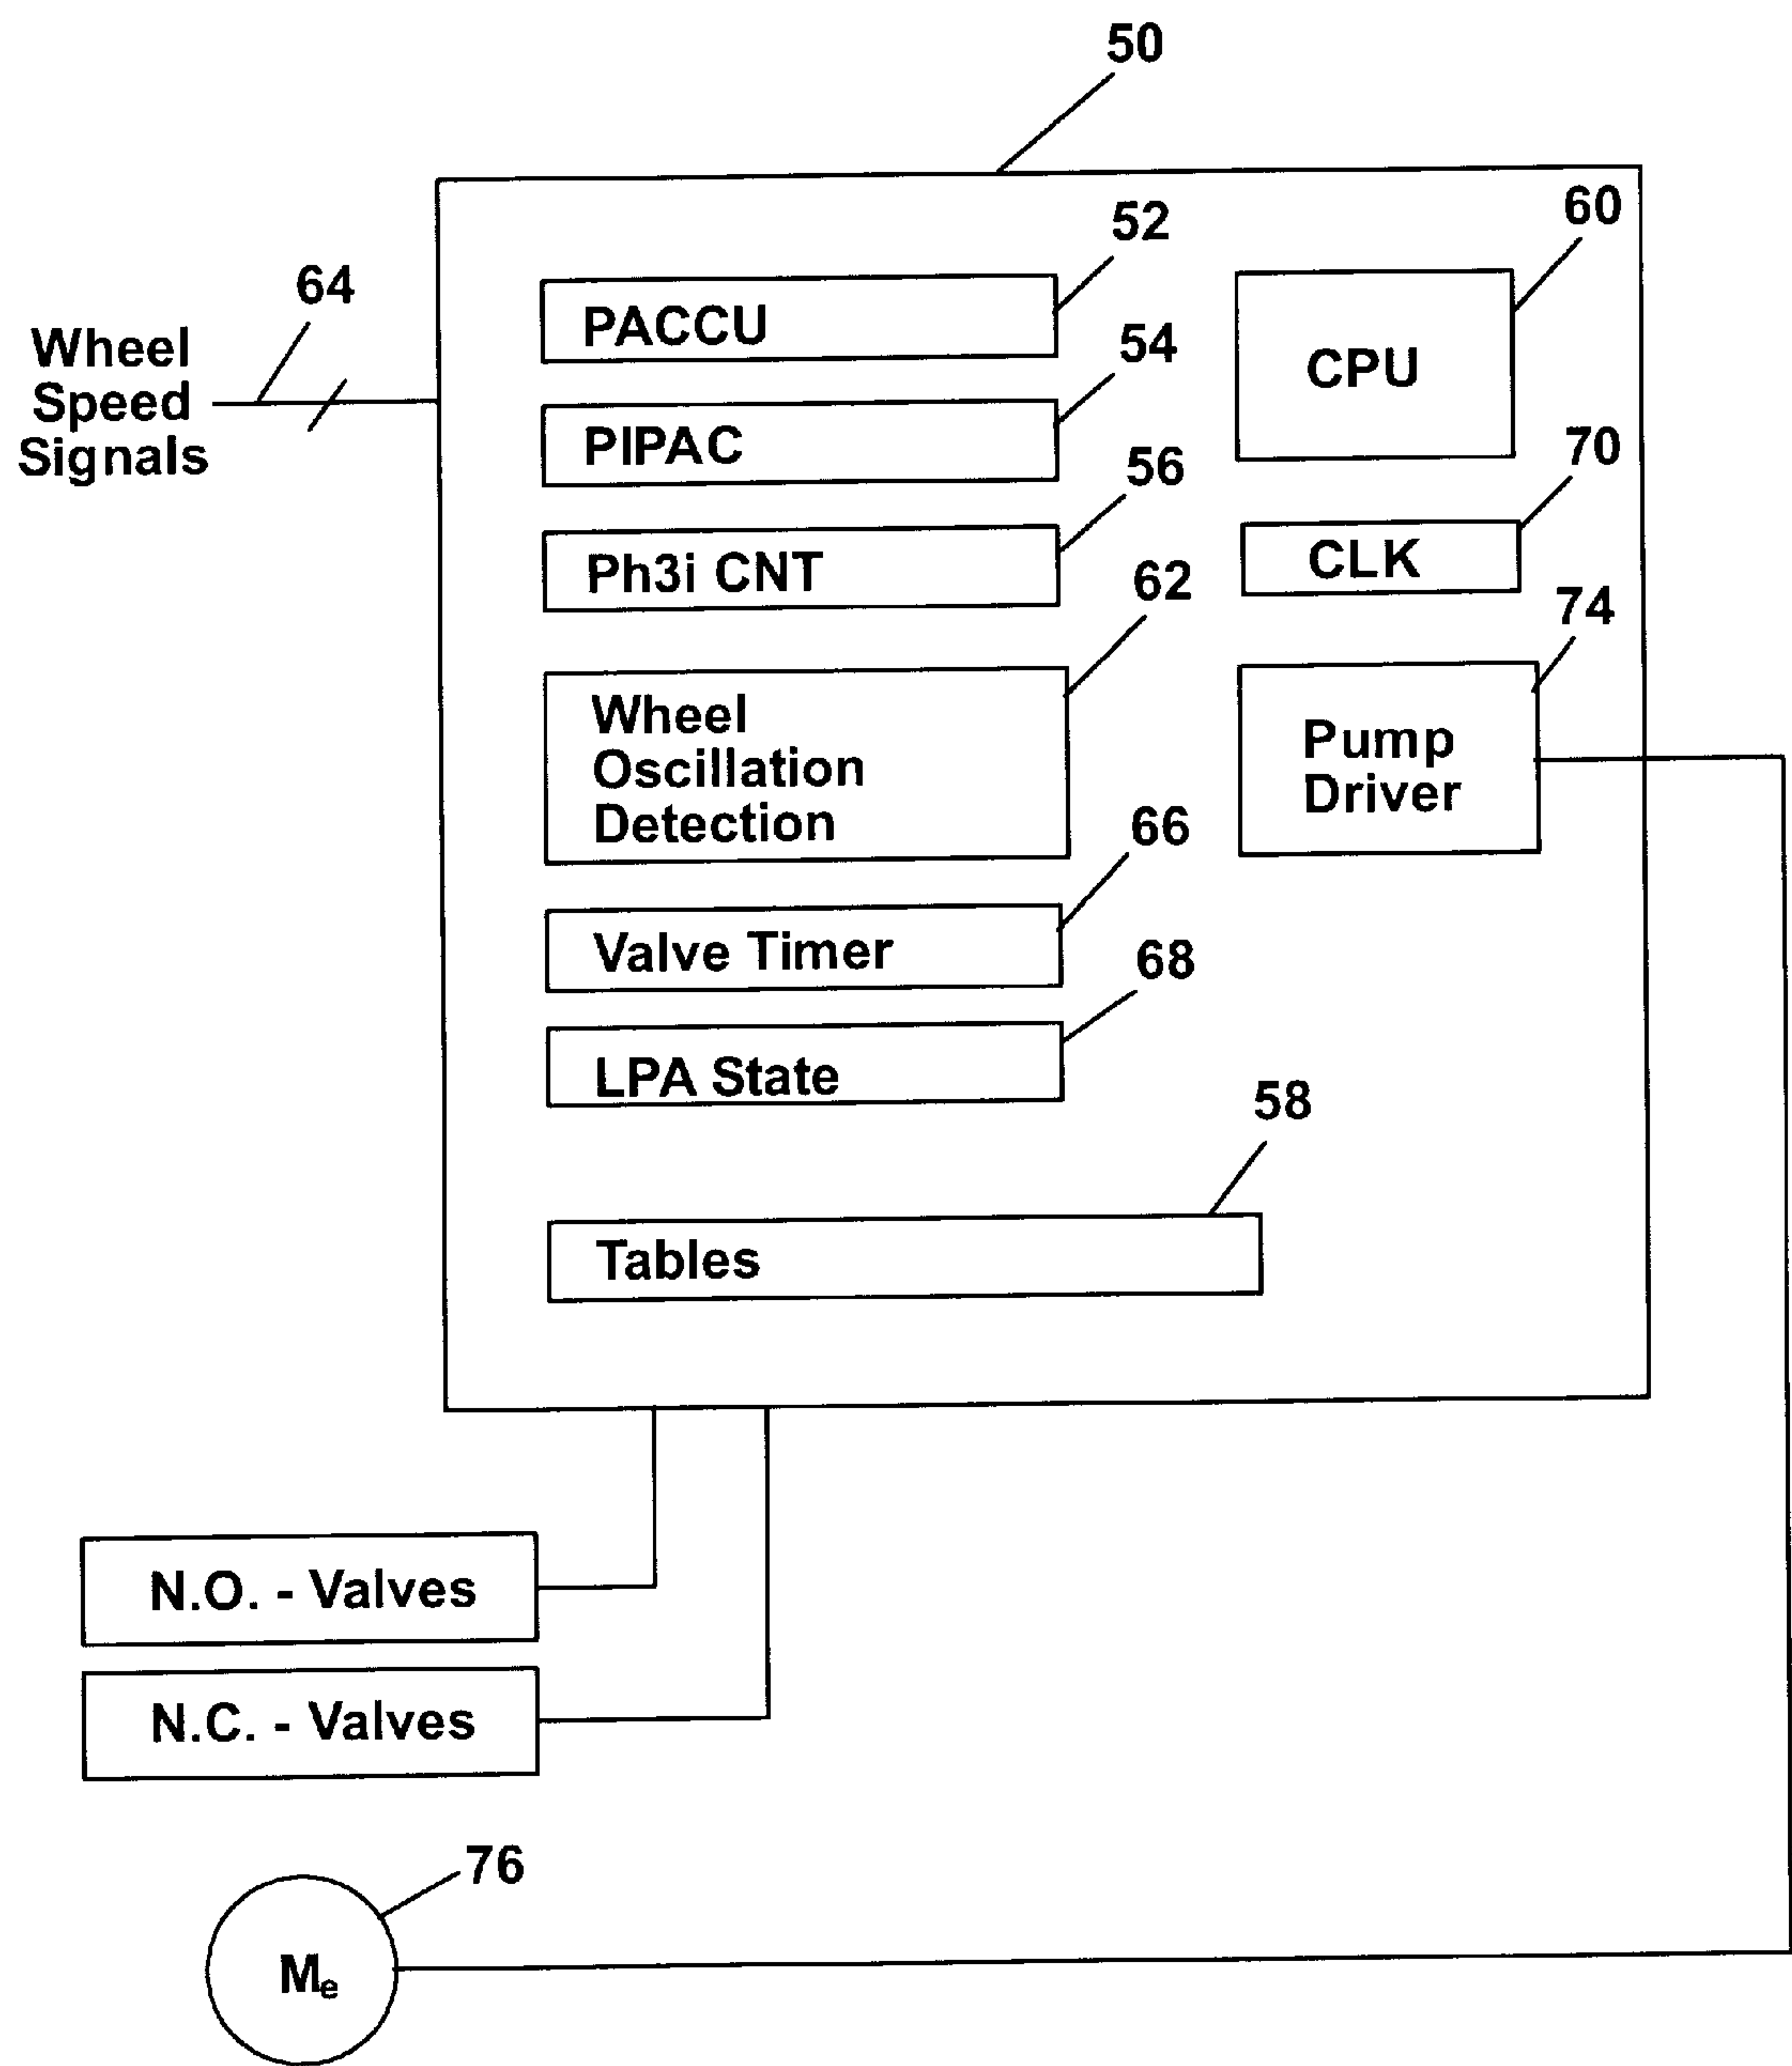 50
52
60
64
PACCU
Wheel
Speed
Signals
54
CPU
PIPAC
56
70
Ph3i CNT
62
CLK
74
Wheel
Oscillation
Detection
Pump
Driver
66
Valve Timer
68
LPA State
58
Tables
N.O. - Valves
N.C. - Valves
76
Me